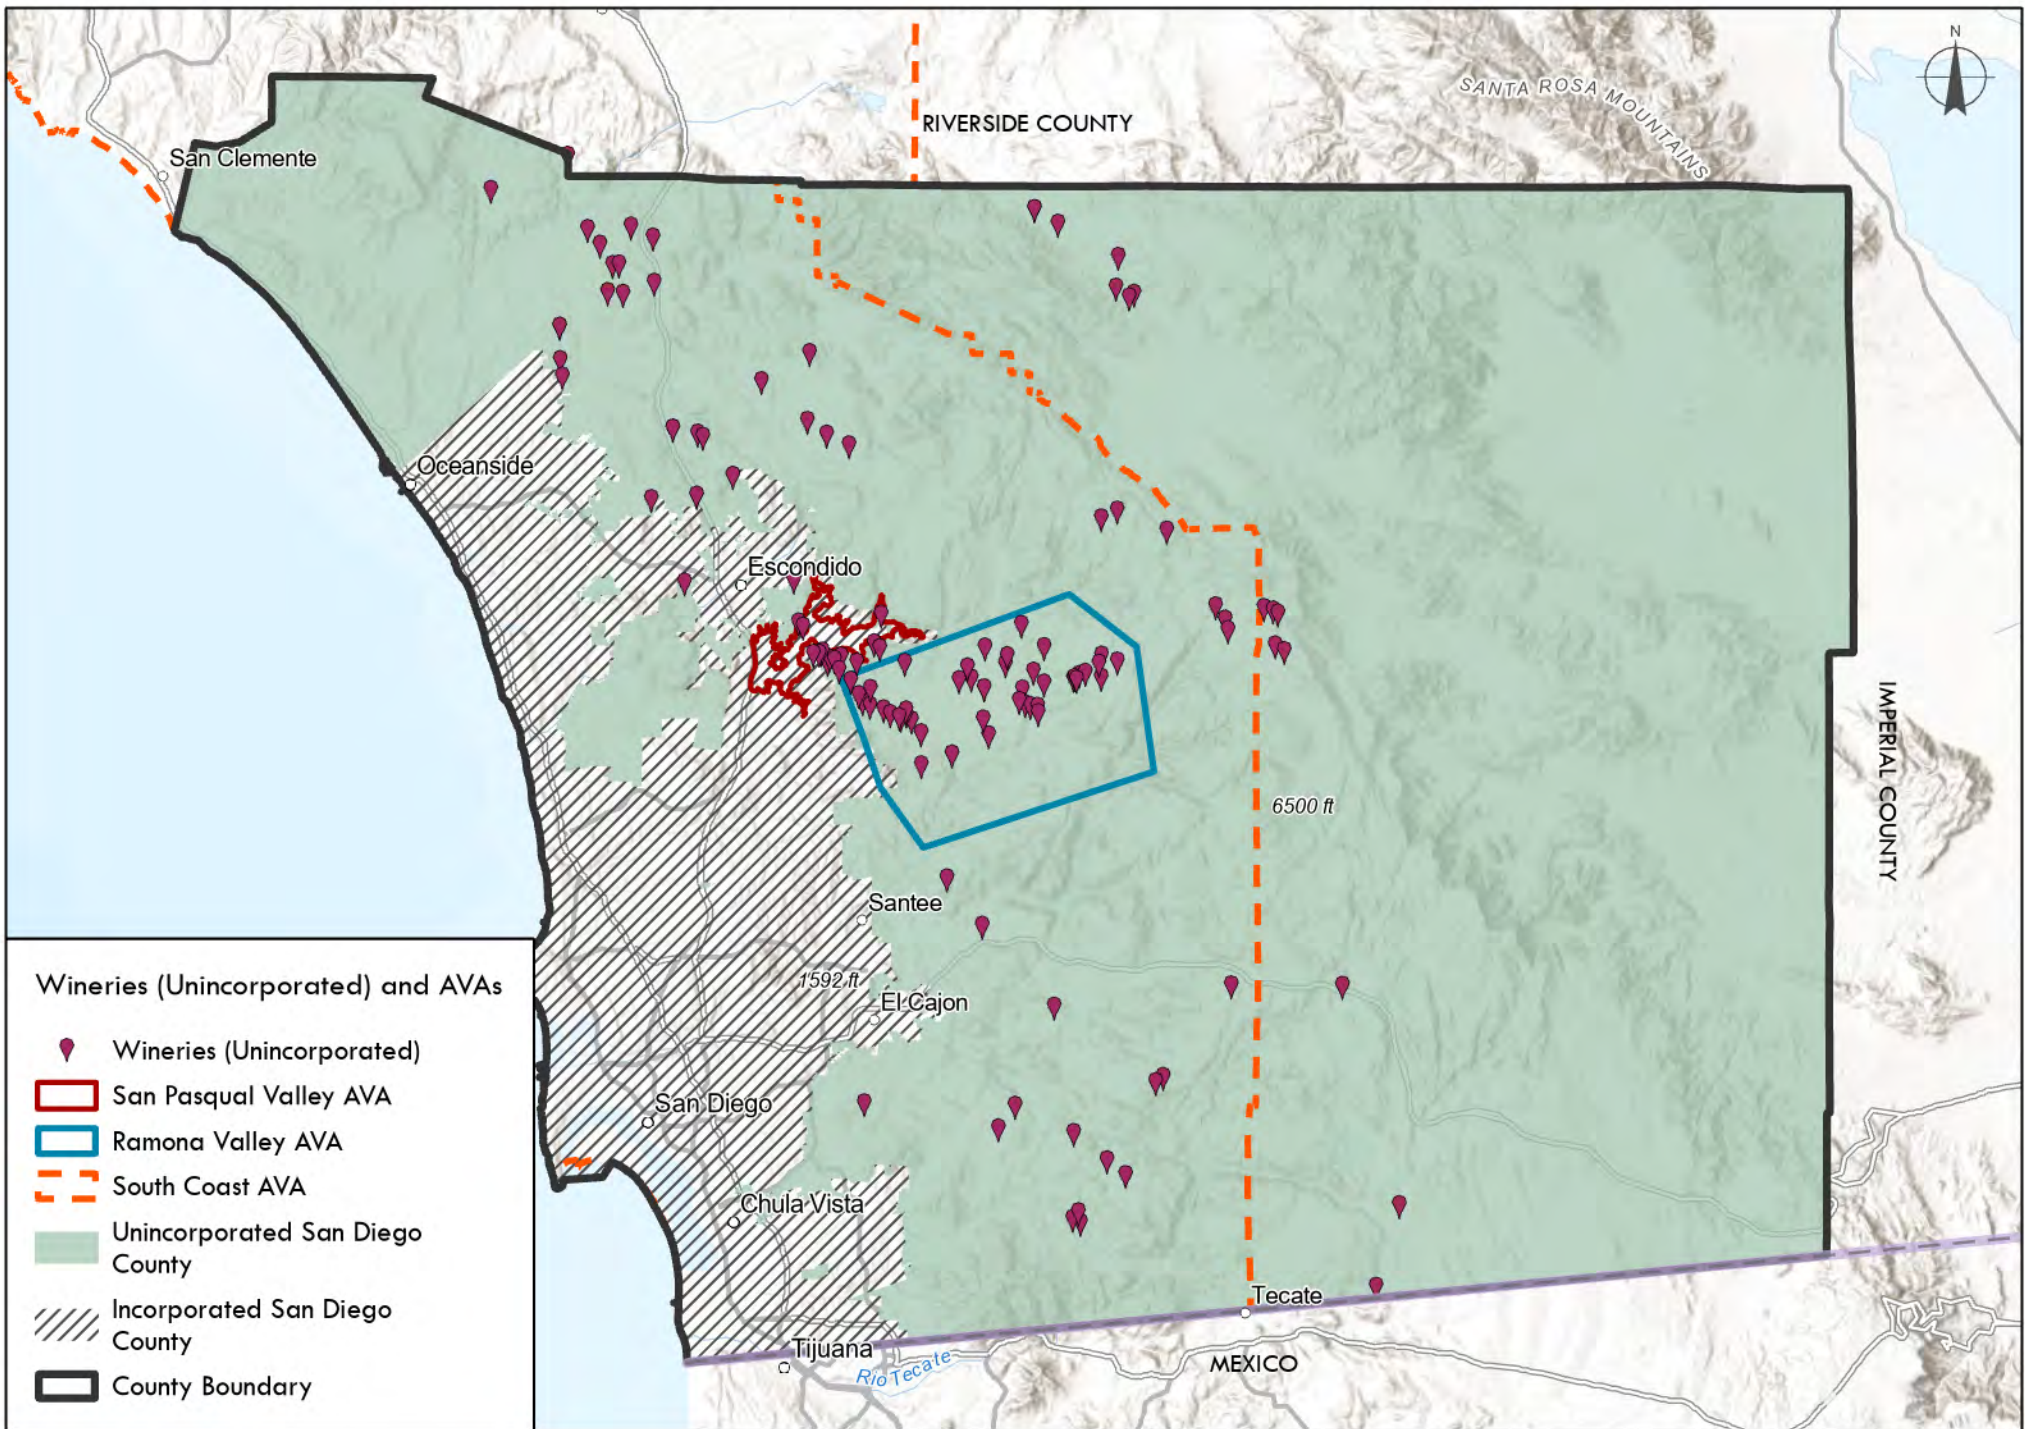 N
SANTA ROSA MOUNTAINS
RIVERSIDE COUNTY
San Clemente
Oceanside
Escondido
IMPERIAL COUNTY
6500 ft
Santee
1592 ft
El Cajon
San Diego
Chula Vista
Tecate
Tijuana
Rio Tecate
MEXICO
Wineries (Unincorporated) and AVAs
Wineries (Unincorporated)
San Pasqual Valley AVA
Ramona Valley AVA
South Coast AVA
Unincorporated San Diego
County
Incorporated San Diego
County
County Boundary